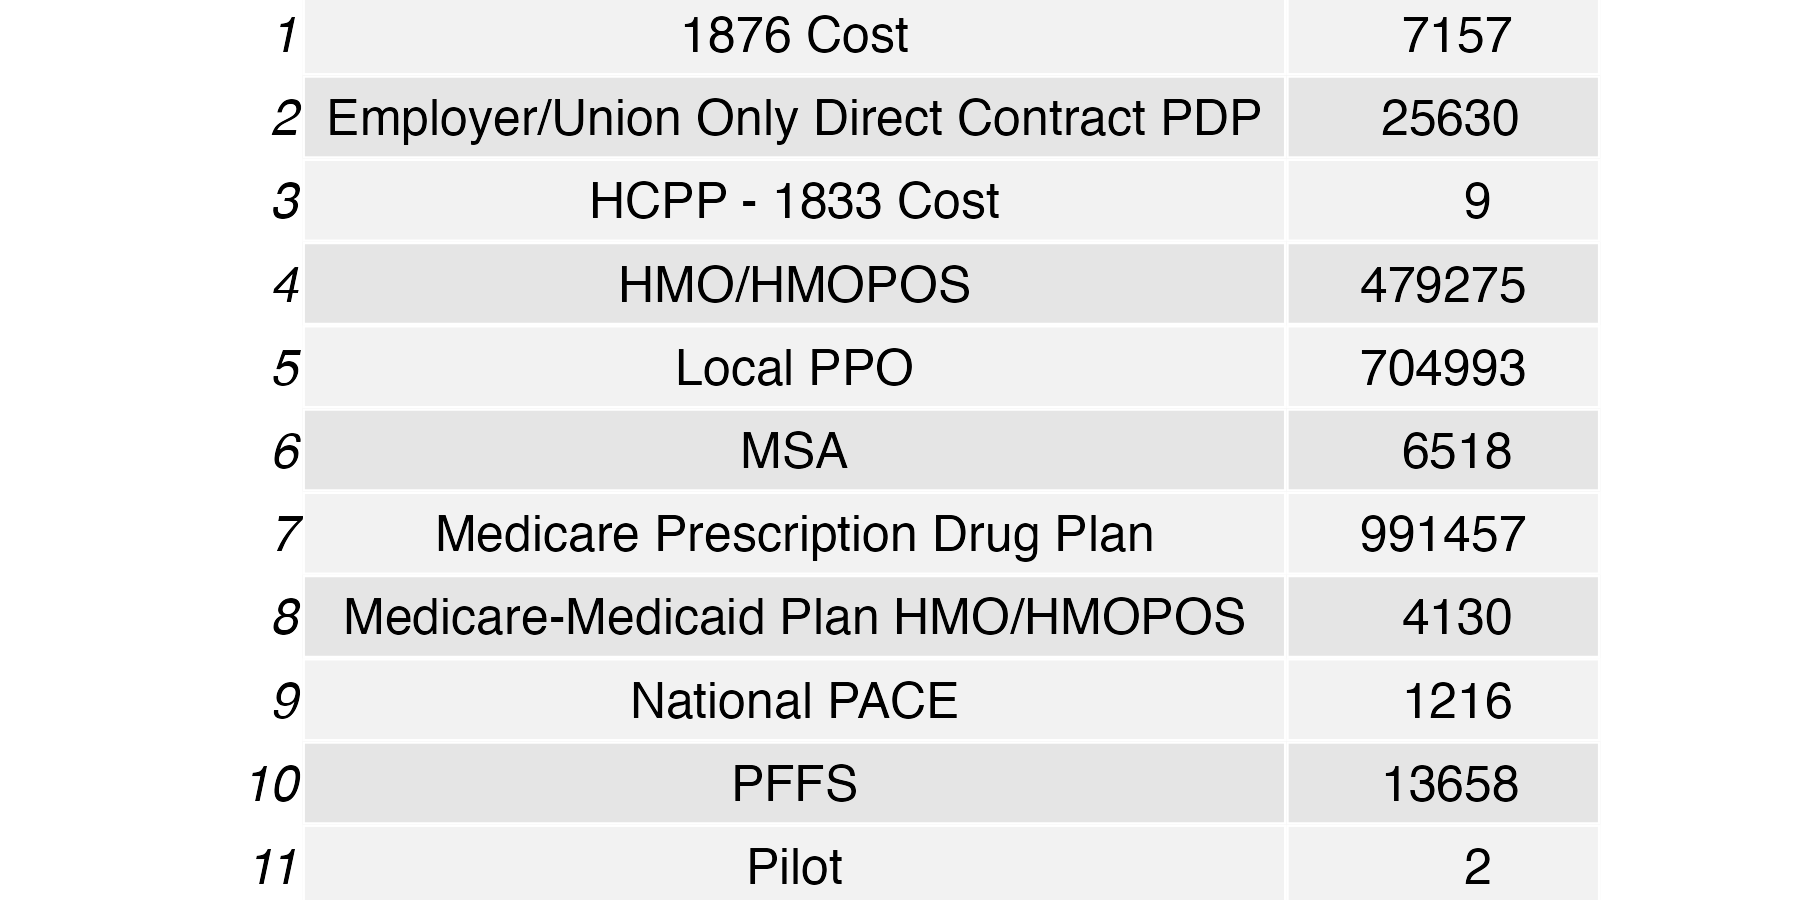 1 1876 Cost 7157
2 Employer/Union Only Direct Contract PDP 25630
3 HCPP - 1833 Cost 9
4 HMO/HMOPOS 479275
5 Local PPO 704993
6 MSA 6518
7 Medicare Prescription Drug Plan 991457
8 Medicare-Medicaid Plan HMO/HMOPOS 4130
9 National PACE 1216
10 PFFS 13658
11 Pilot 2